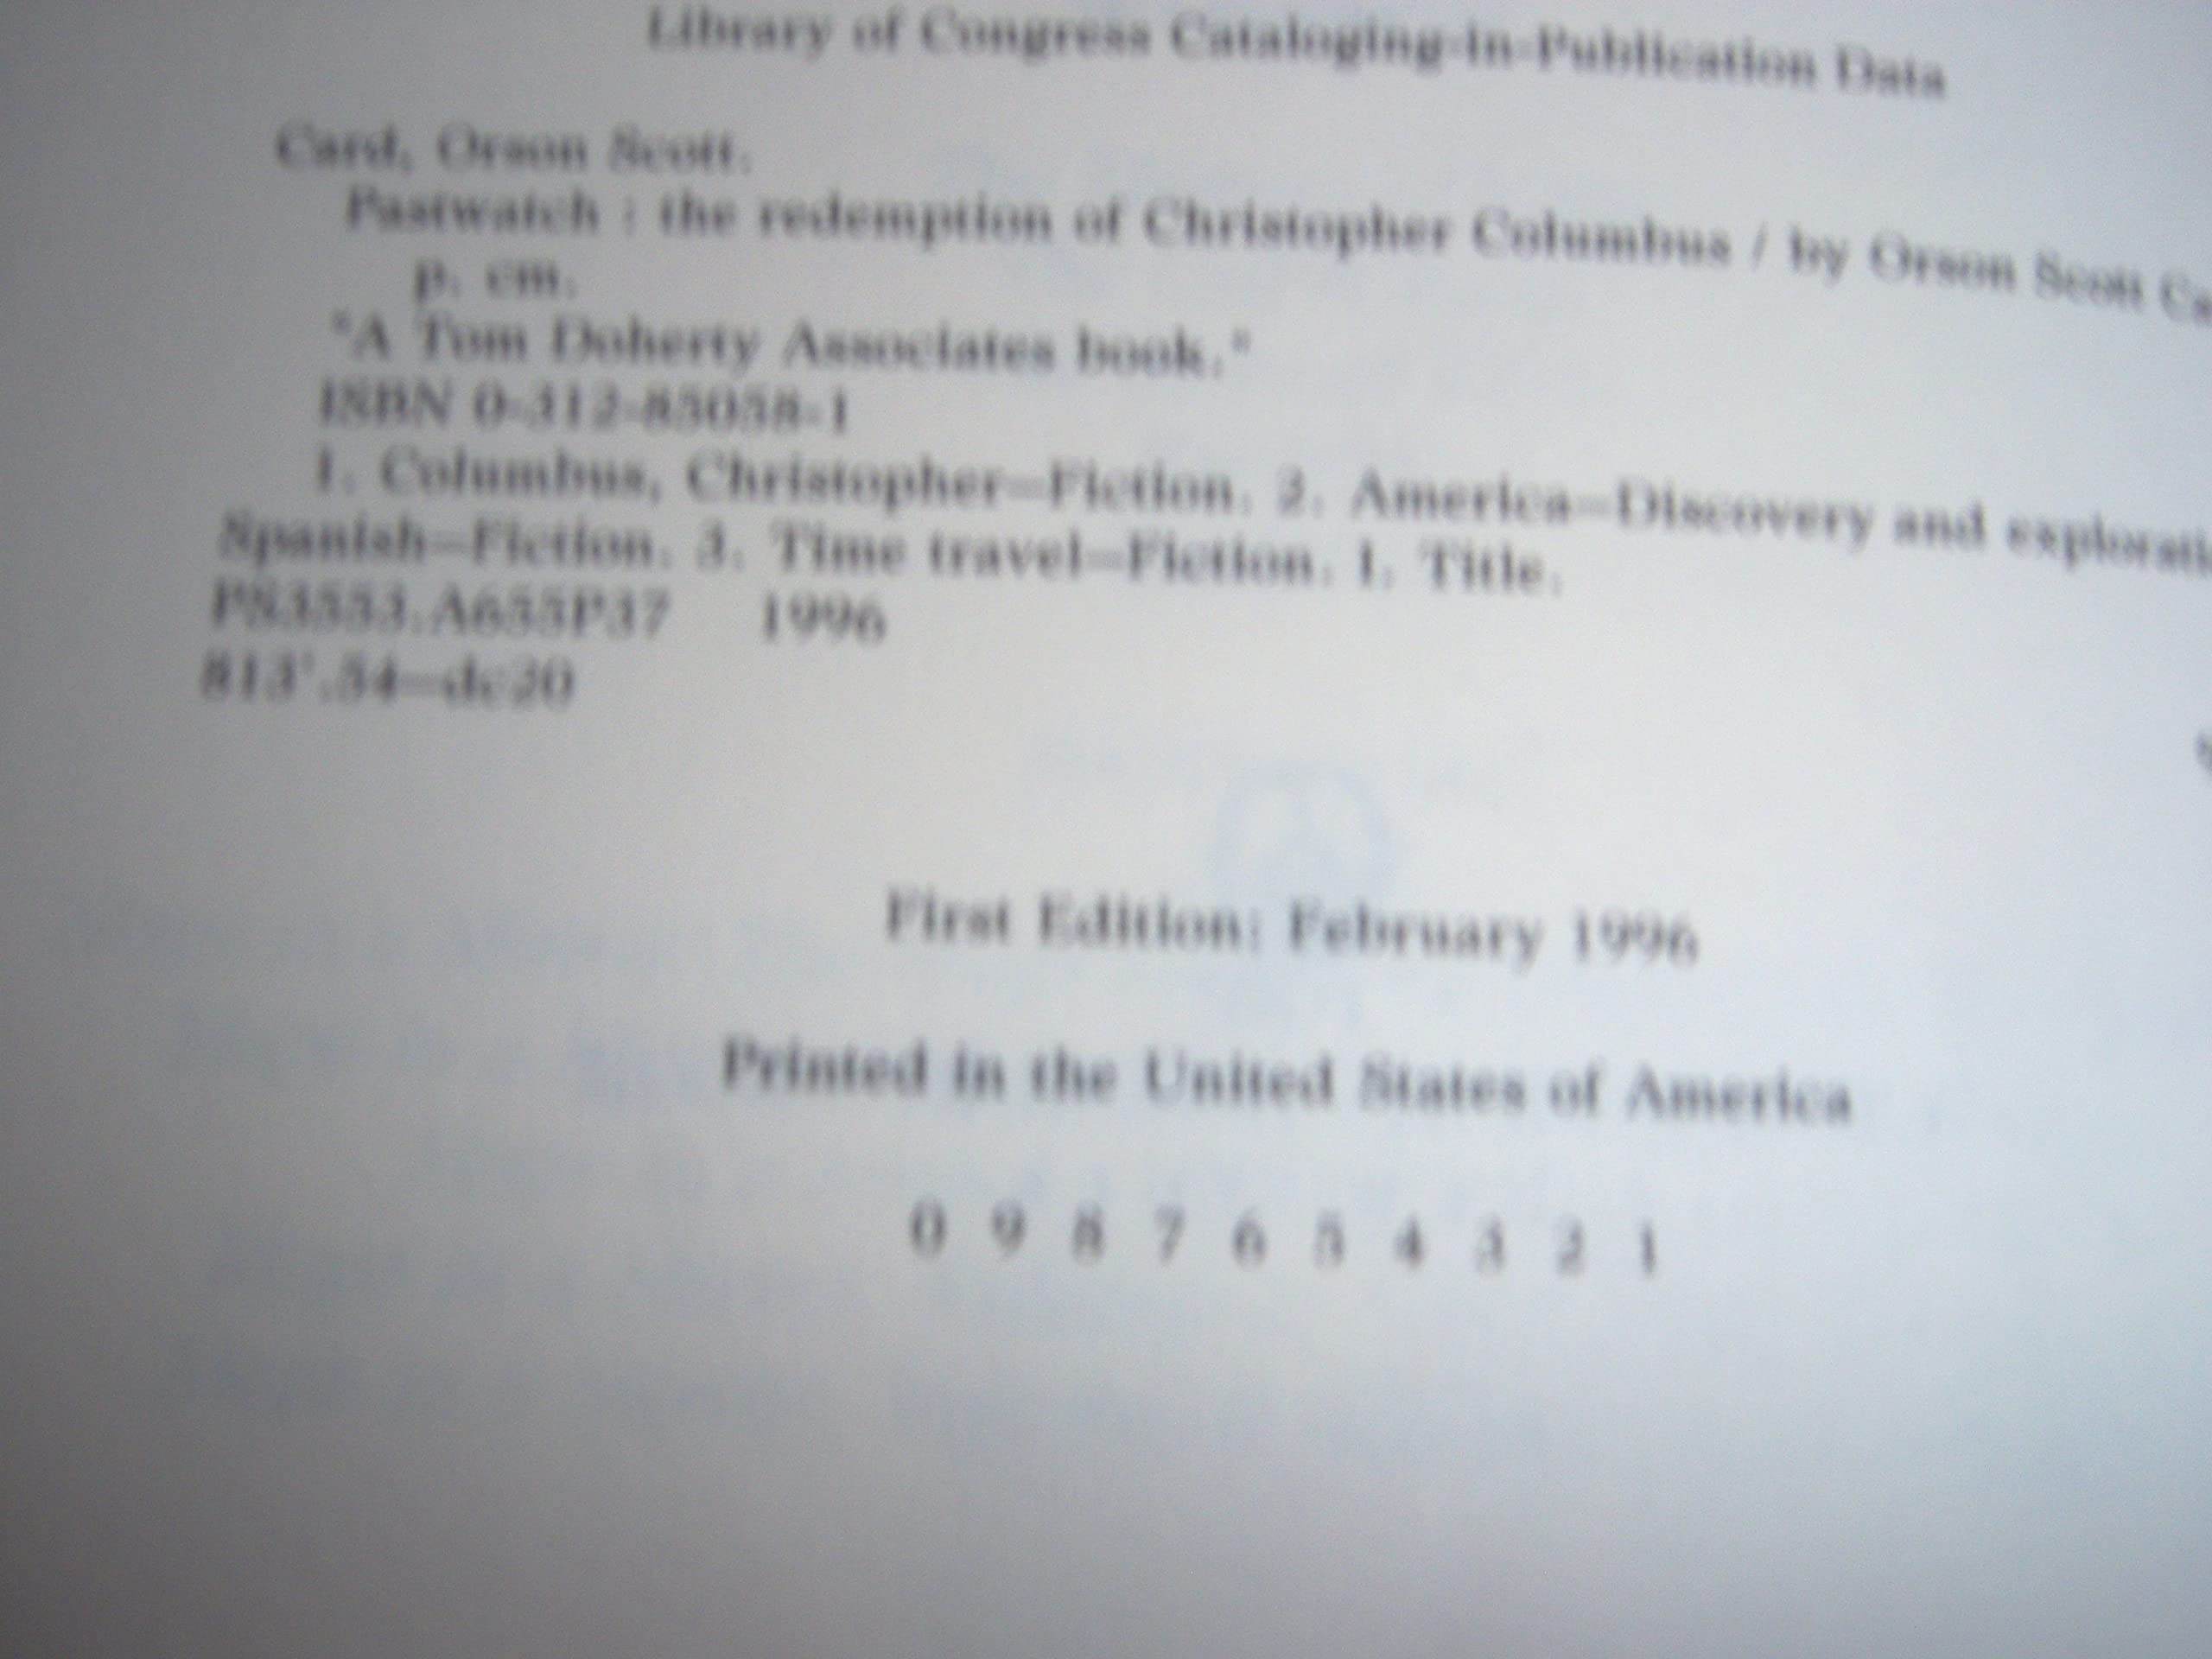 Library of Congress Cataloging-in-Publication Data
Card, Orson Scott.
Pastwatch : the redemption of Christopher Columbus / by Orson Scott Ca
p. cm.
"A Tom Doherty Associates book."
ISBN 0-312-85058-1
1. Columbus, Christopher—Fiction. 2. America—Discovery and explorati
Spanish—Fiction. 3. Time travel—Fiction. I. Title.
PS3553.A655P37 1996
813'.54—dc20
First Edition: February 1996
Printed in the United States of America
0 9 8 7 6 5 4 3 2 1